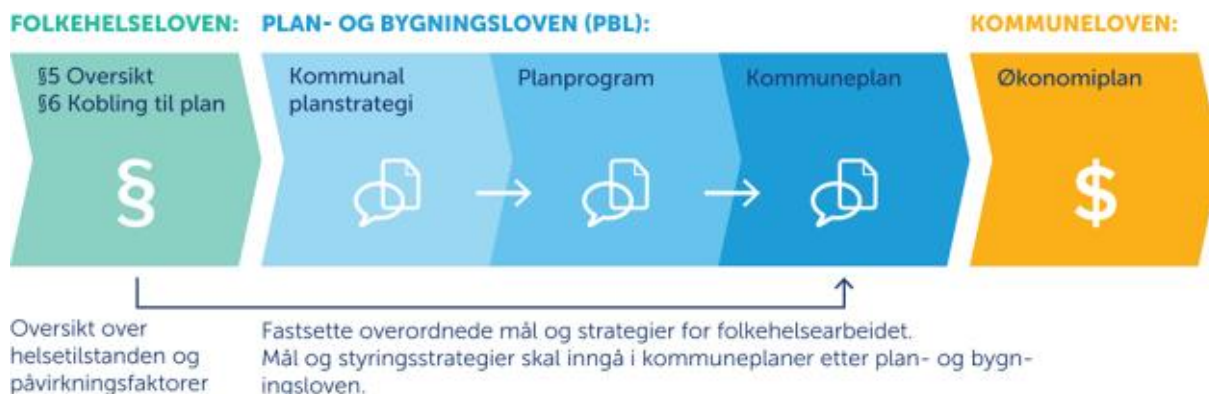 FOLKEHELSELOVEN:
PLAN- OG BYGNINGSLOVEN (PBL):
KOMMUNELOVEN:
§5 Oversikt
§6 Kobling til plan
§
Kommunal
planstrategi
Planprogram
Kommuneplan
Økonomiplan
$
Oversikt over
helsetilstanden og
påvirkningsfaktorer
Fastsette overordnede mål og strategier for folkehelsearbeidet.
Mål og styringsstrategier skal inngå i kommuneplaner etter plan- og bygn-
ingsloven.